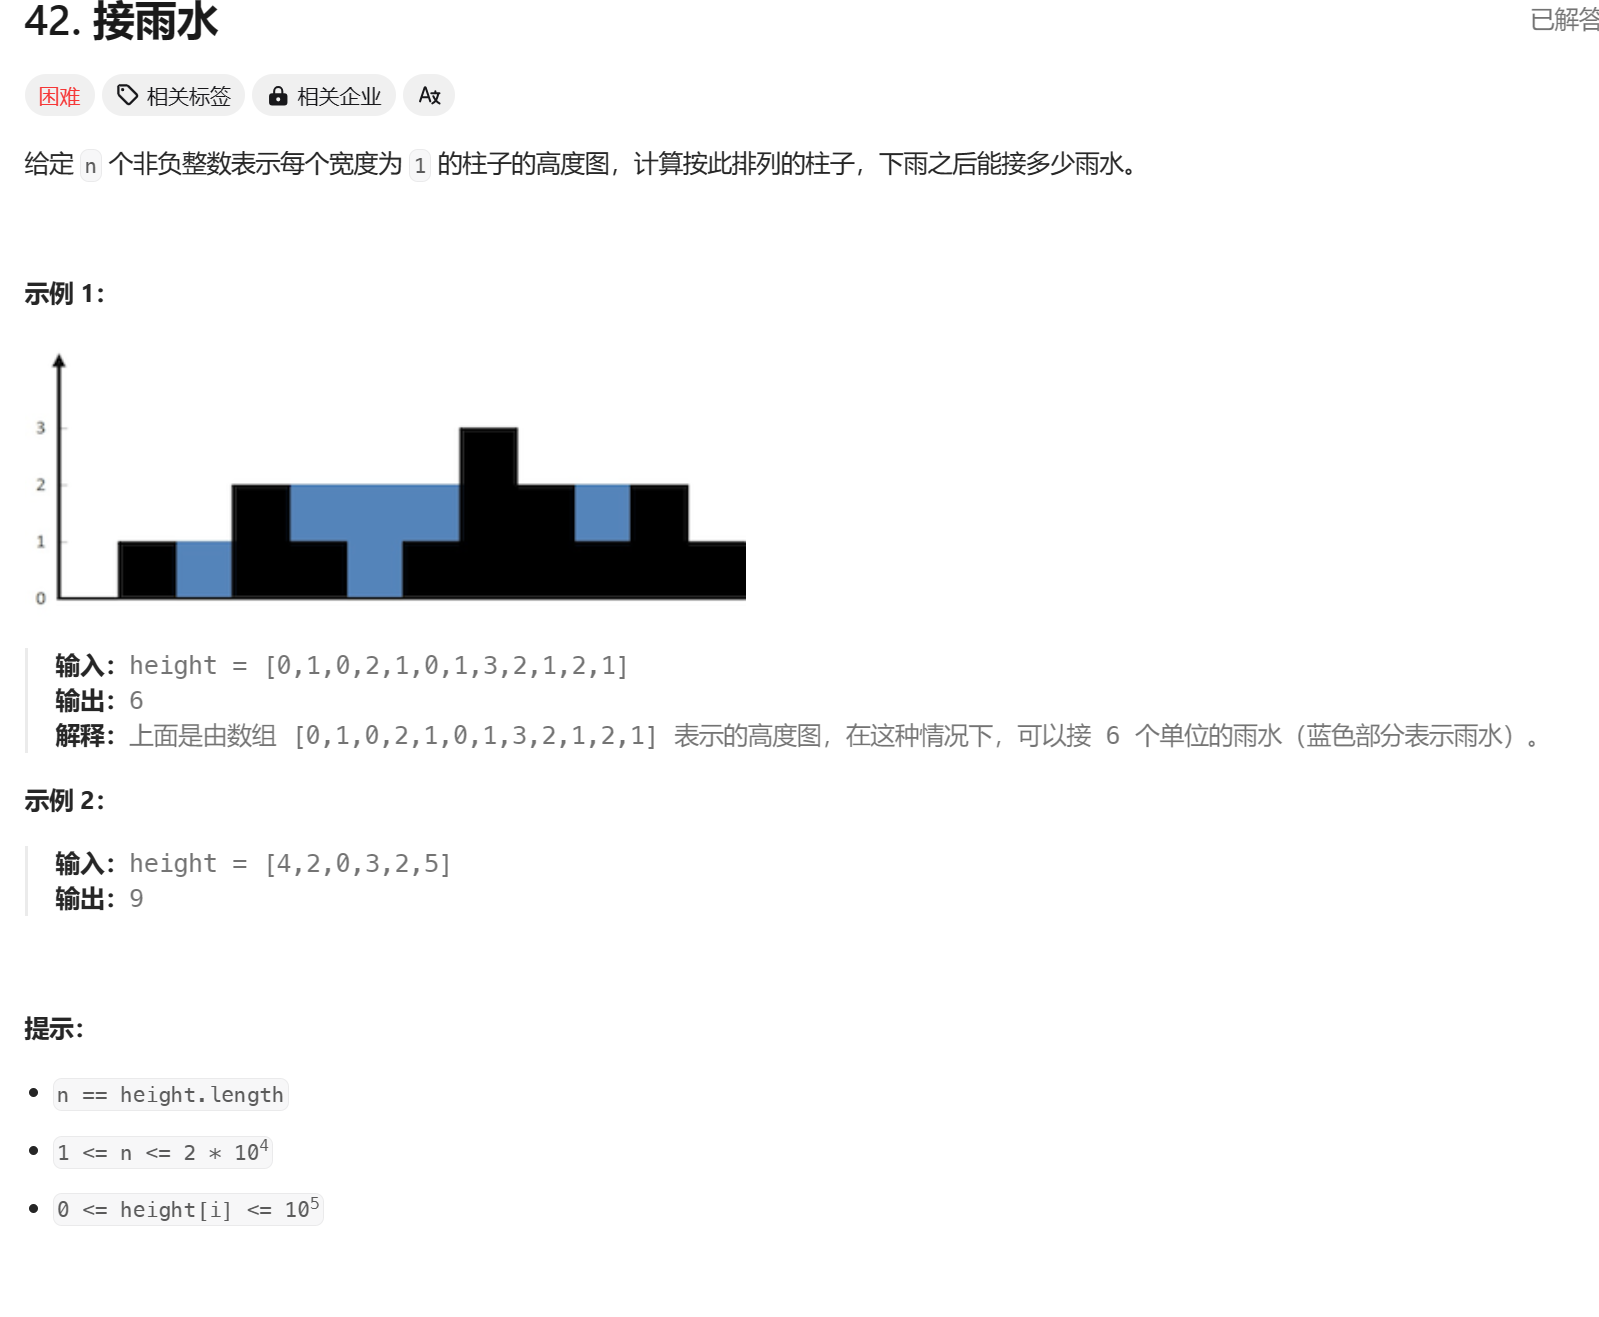 42. 接雨水
已解答
困难 相关标签 相关企业 A文
给定 n 个非负整数表示每个宽度为 1 的柱子的高度图，计算按此排列的柱子，下雨之后能接多少雨水。
示例 1：
3
2
1
0
输入：height = [0,1,0,2,1,0,1,3,2,1,2,1]
输出：6
解释：上面是由数组 [0,1,0,2,1,0,1,3,2,1,2,1] 表示的高度图，在这种情况下，可以接 6 个单位的雨水（蓝色部分表示雨水）。
示例 2：
输入：height = [4,2,0,3,2,5]
输出：9
提示：
n == height.length
1 <= n <= 2 * 10⁴
0 <= height[i] <= 10⁵